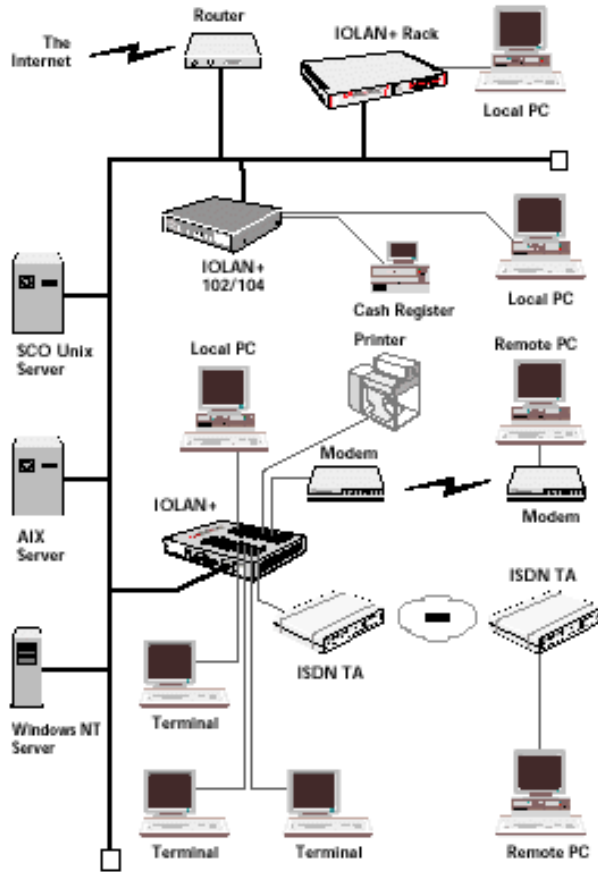 Router
The
Internet
IOLAN+ Rack
Local PC
IOLAN+
102/104
Cash Register
Local PC
SCO Unix
Server
Local PC
Printer
Remote PC
Modem
Modem
IOLAN+
AIX
Server
ISDN TA
ISDN TA
Terminal
Windows NT
Server
Terminal
Terminal
Remote PC